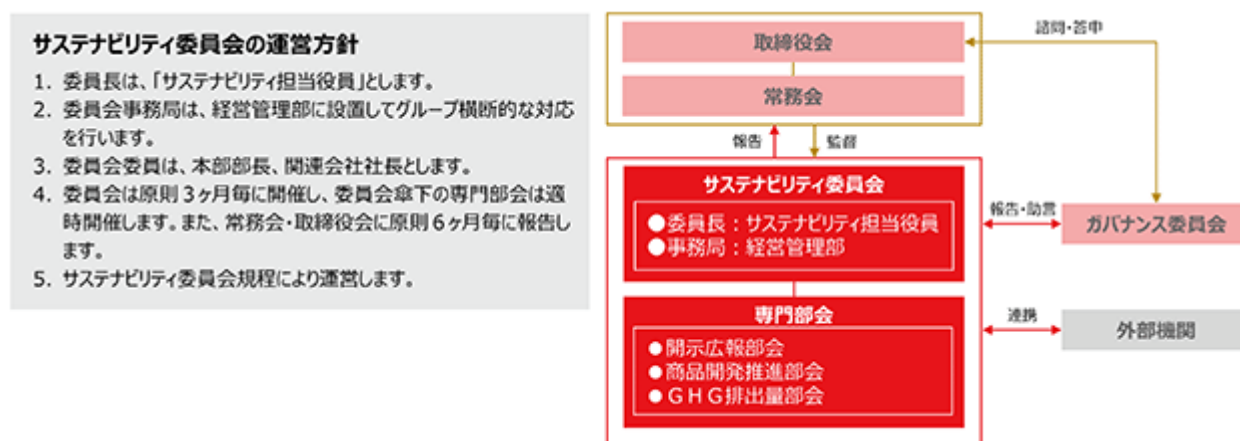 サステナビリティ委員会の運営方針
1. 委員長は、「サステナビリティ担当役員」とします。
2. 委員会事務局は、経営管理部に設置してグループ横断的な対応
を行います。
3. 委員会委員は、本部部長、関連会社社長とします。
4. 委員会は原則3ヶ月毎に開催し、委員会傘下の専門部会は適
時開催します。また、常務会・取締役会に原則6ヶ月毎に報告し
ます。
5. サステナビリティ委員会規程により運営します。
取締役会
諮問・答申
常務会
報告
監督
サステナビリティ委員会
●委員長：サステナビリティ担当役員
●事務局：経営管理部
報告・助言
ガバナンス委員会
専門部会
●開示広報部会
●商品開発推進部会
●GHG排出量部会
連携
外部機関